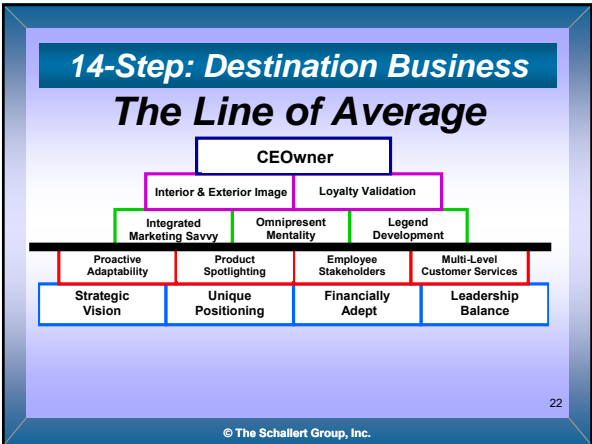 14-Step: Destination Business
The Line of Average
CEOwner
Interior & Exterior Image
Loyalty Validation
Integrated
Marketing Savvy
Omnipresent
Mentality
Legend
Development
Proactive
Adaptability
Product
Spotlighting
Employee
Stakeholders
Multi-Level
Customer Services
Strategic
Vision
Unique
Positioning
Financially
Adept
Leadership
Balance
22
© The Schallert Group, Inc.